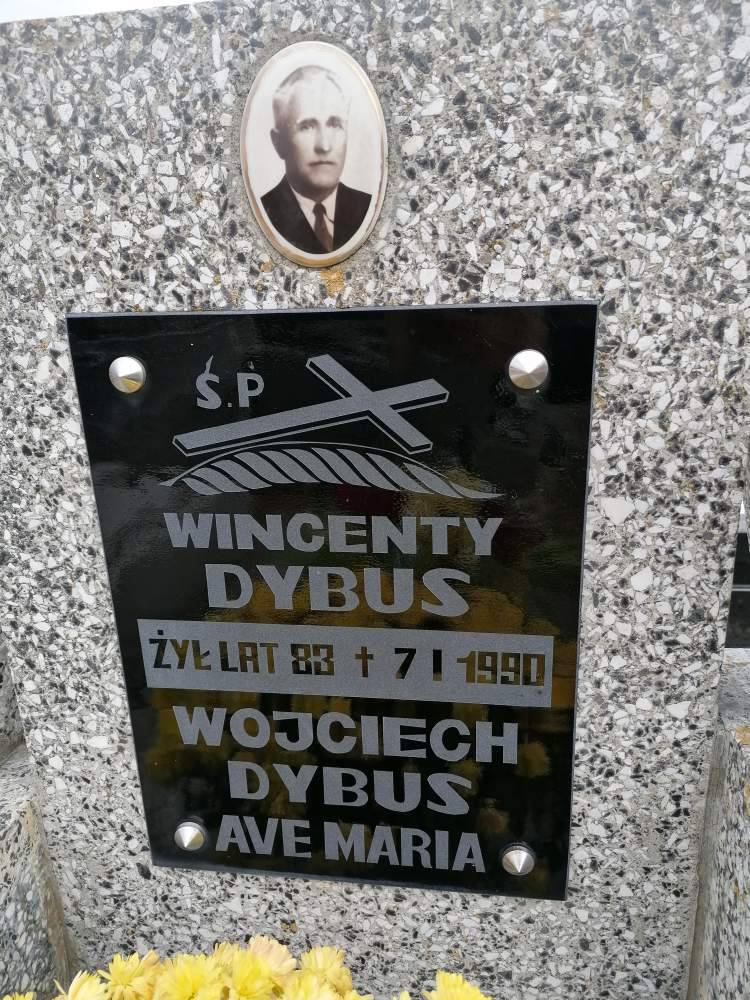 Ś.P
WINCENTY
DYBUS
ŻYŁ LAT 83 † 7 I 1990
WOJCIECH
DYBUS
AVE MARIA